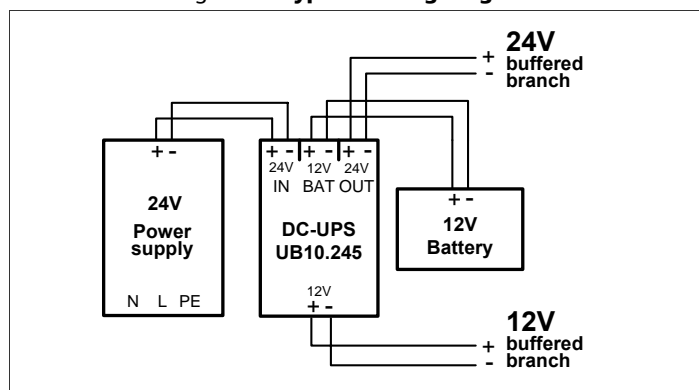 24V
+ buffered
- branch
+ - + - + -
24V 12V 24V
IN BAT OUT
+ -
24V
Power
supply
N L PE
DC-UPS
UB10.245
+ -
12V
Battery
12V
+ -
12V
+ buffered
- branch